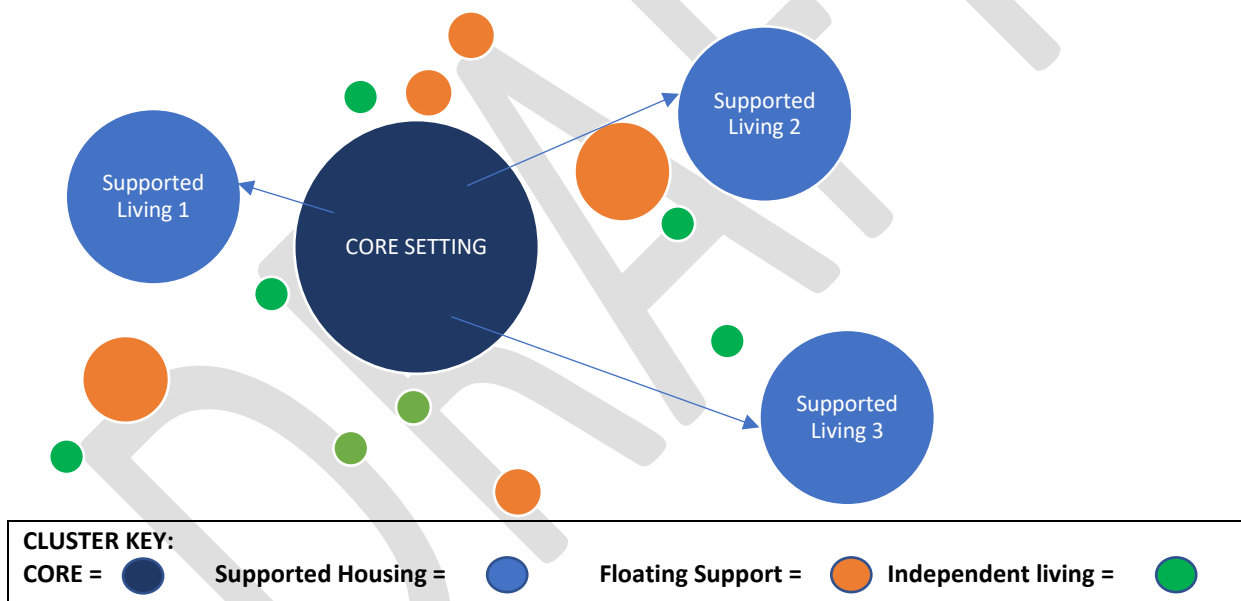 Supported
Living 2
Supported
Living 1
CORE SETTING
Supported
Living 3
DRAFT
CLUSTER KEY:
CORE = Supported Housing = Floating Support = Independent living =